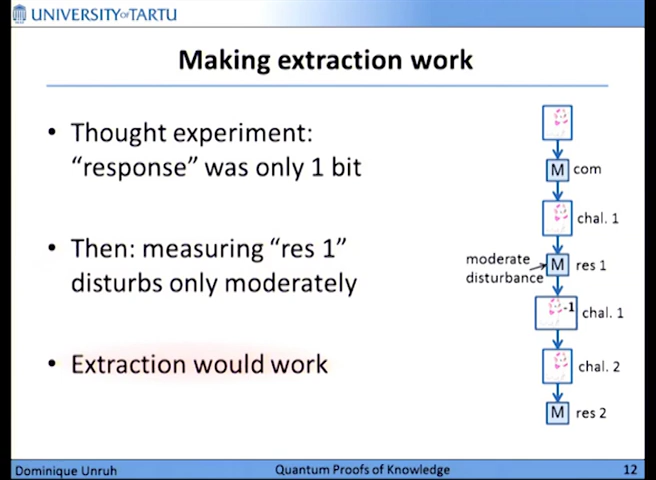 UNIVERSITY OF TARTU
Making extraction work
• Thought experiment:
"response" was only 1 bit
• Then: measuring "res 1"
disturbs only moderately
• Extraction would work
M com
chal. 1
moderate
disturbance
M res 1
-1 chal. 1
chal. 2
M res 2
Dominique Unruh
Quantum Proofs of Knowledge
12